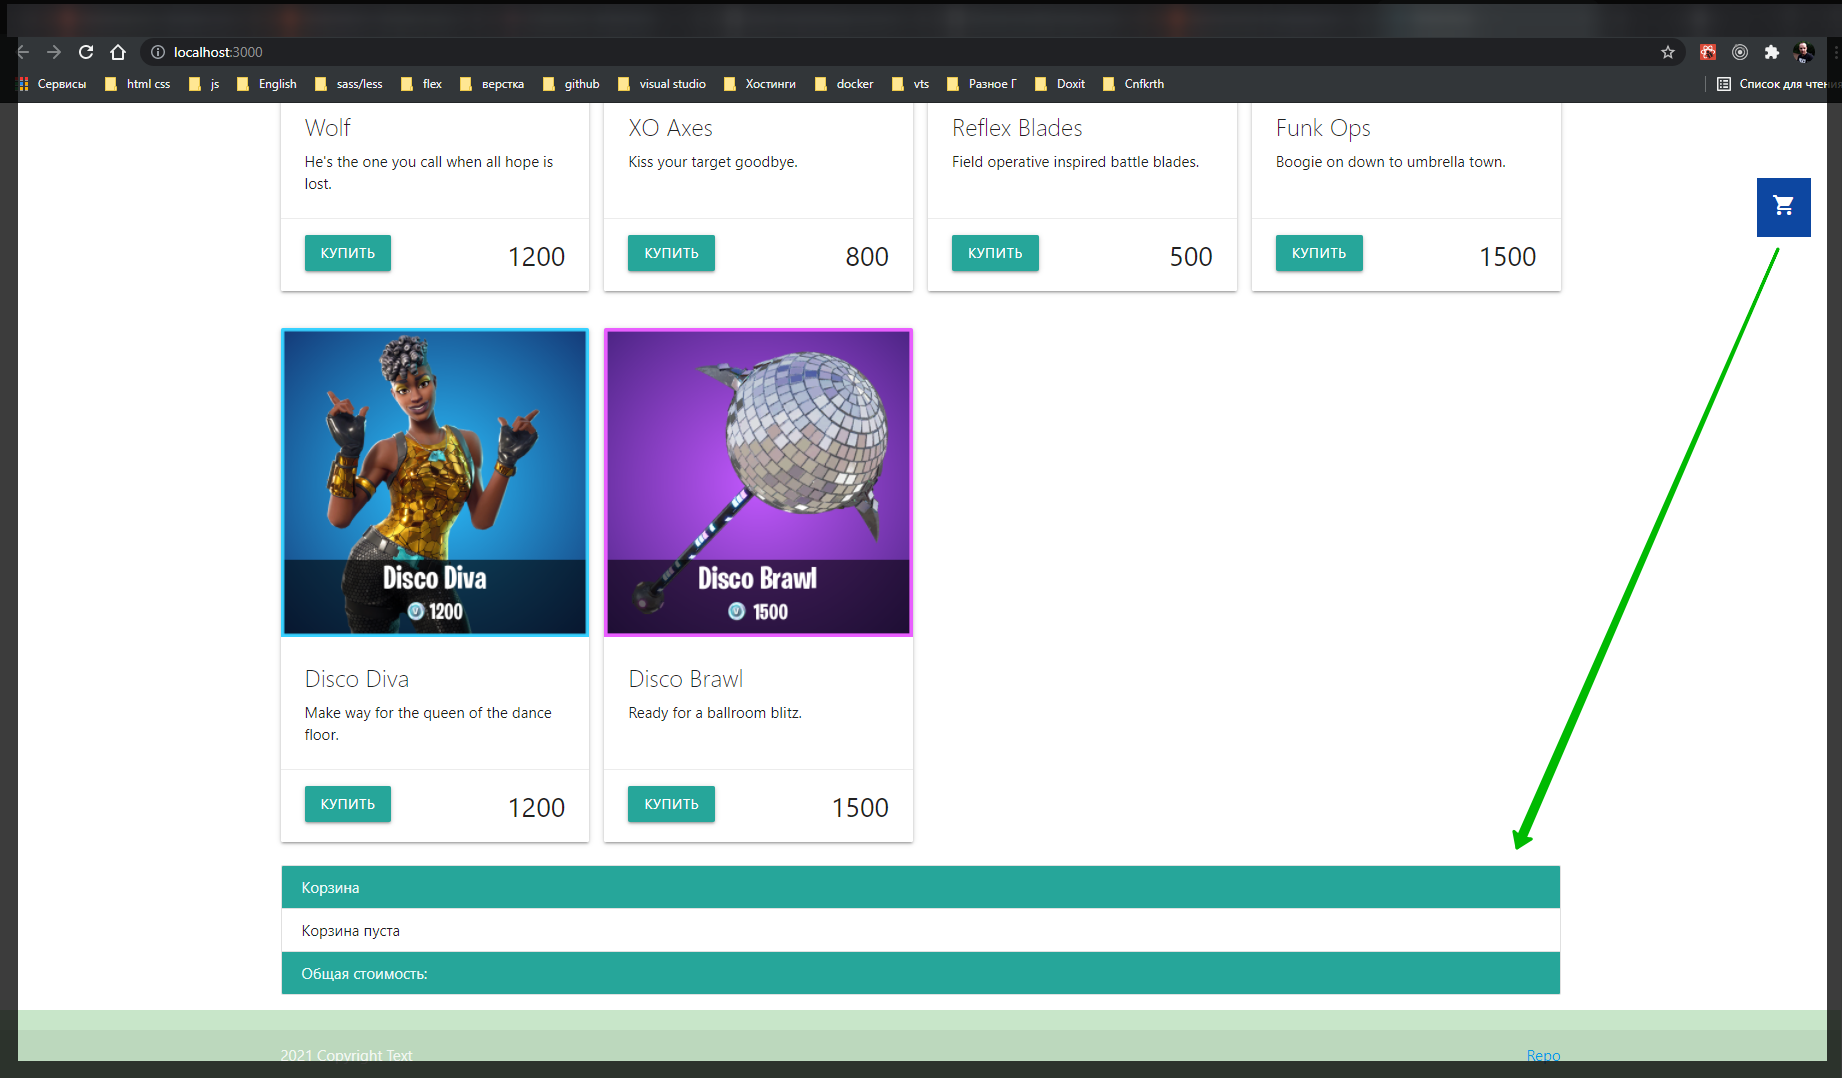 localhost:3000
Сервисы html css js English sass/less flex верстка github visual studio Хостинги docker vts Разное Г Doxit Cnfkrth Список для чтения
Wolf XO Axes Reflex Blades Funk Ops
He's the one you call when all hope is Kiss your target goodbye. Field operative inspired battle blades. Boogie on down to umbrella town.
lost.
КУПИТЬ 1200 КУПИТЬ 800 КУПИТЬ 500 КУПИТЬ 1500
Disco Diva Disco Brawl
1200 1500
Disco Diva Disco Brawl
Make way for the queen of the dance Ready for a ballroom blitz.
floor.
КУПИТЬ 1200 КУПИТЬ 1500
Корзина
Корзина пуста
Общая стоимость:
2021 Copyright Text Repo